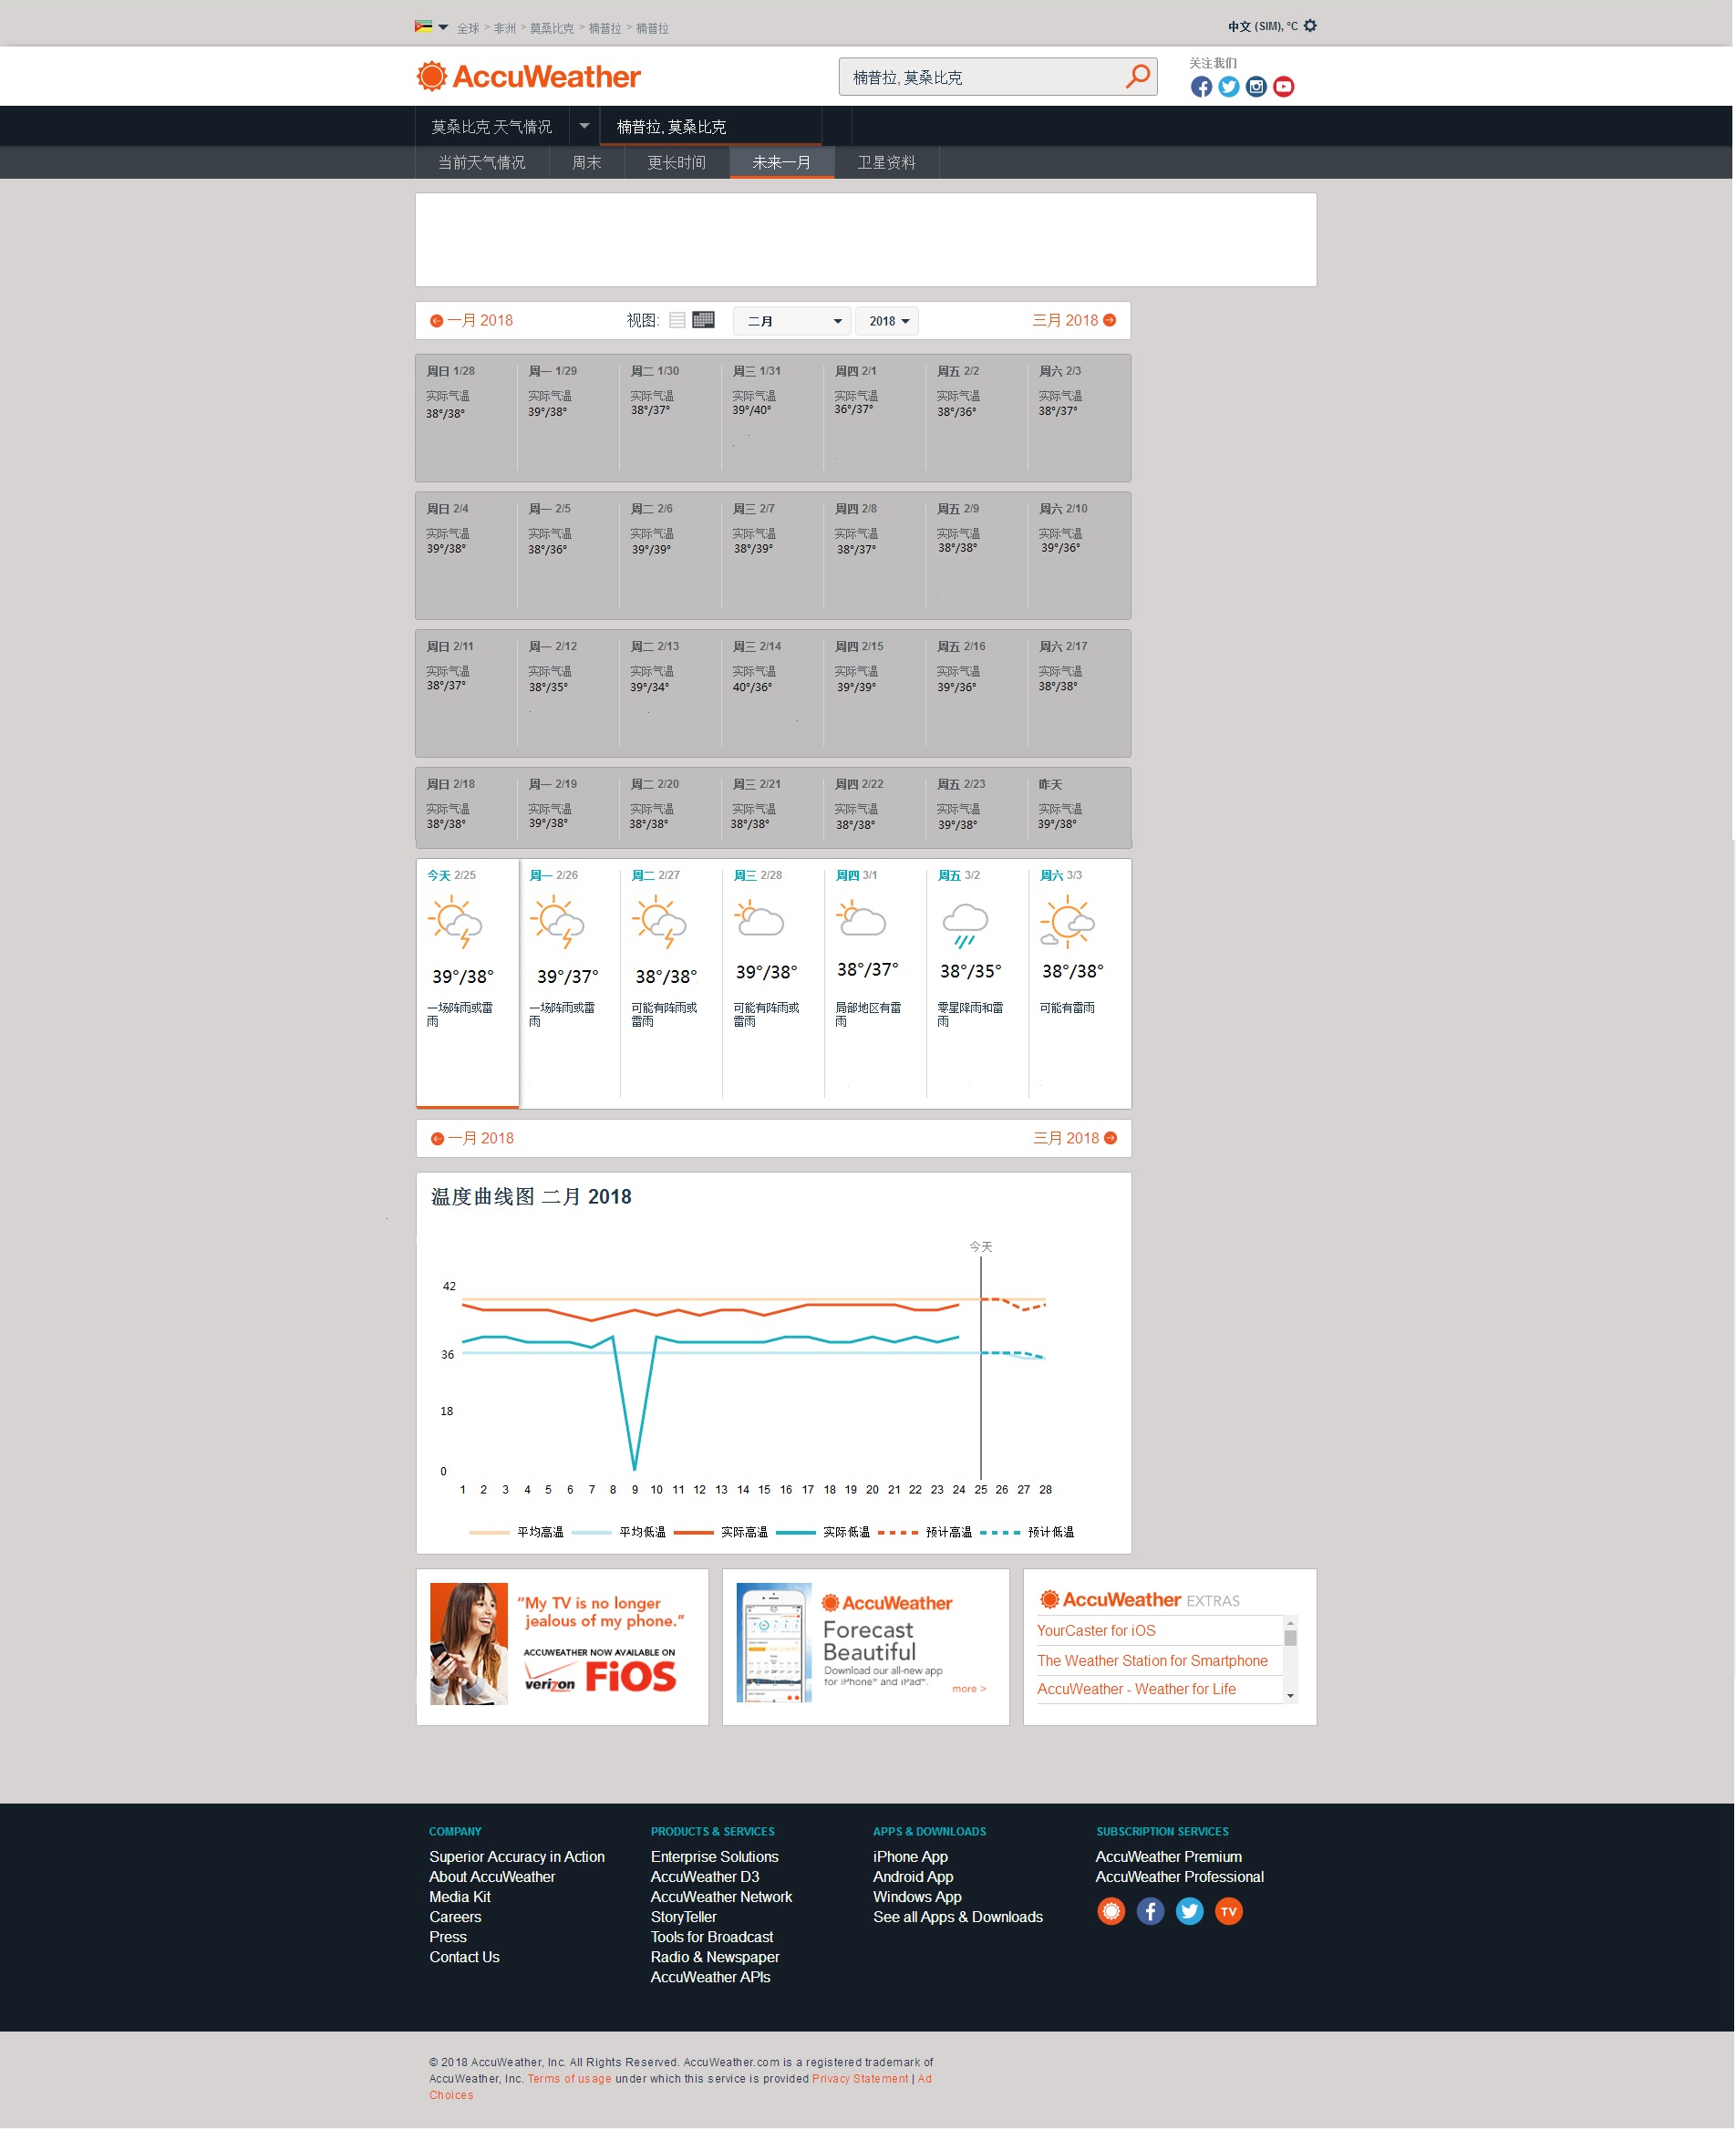 全球 > 非洲 > 莫桑比克 > 楠普拉 > 楠普拉
中文 (SIM), °C
AccuWeather
楠普拉, 莫桑比克
关注我们
莫桑比克 天气情况
楠普拉, 莫桑比克
当前天气情况 周末 更长时间 未来一月 卫星资料
一月 2018 视图: 二月 2018 三月 2018
周日 1/28 周一 1/29 周二 1/30 周三 1/31 周四 2/1 周五 2/2 周六 2/3
实际气温 实际气温 实际气温 实际气温 实际气温 实际气温 实际气温
38°/38° 39°/38° 38°/37° 39°/40° 36°/37° 38°/36° 38°/37°
周日 2/4 周一 2/5 周二 2/6 周三 2/7 周四 2/8 周五 2/9 周六 2/10
实际气温 实际气温 实际气温 实际气温 实际气温 实际气温 实际气温
39°/38° 38°/36° 39°/39° 38°/39° 38°/37° 38°/38° 39°/36°
周日 2/11 周一 2/12 周二 2/13 周三 2/14 周四 2/15 周五 2/16 周六 2/17
实际气温 实际气温 实际气温 实际气温 实际气温 实际气温 实际气温
38°/37° 38°/35° 39°/34° 40°/36° 39°/39° 39°/36° 38°/38°
周日 2/18 周一 2/19 周二 2/20 周三 2/21 周四 2/22 周五 2/23 昨天
实际气温 实际气温 实际气温 实际气温 实际气温 实际气温 实际气温
38°/38° 39°/38° 38°/38° 38°/38° 38°/38° 39°/38° 39°/38°
今天 2/25 周一 2/26 周二 2/27 周三 2/28 周四 3/1 周五 3/2 周六 3/3
39°/38° 39°/37° 38°/38° 39°/38° 38°/37° 38°/35° 38°/38°
一场阵雨或雷 一场阵雨或雷 可能有阵雨或 可能有阵雨或 局部地区有雷 零星降雨和雷 可能有雷雨
雨 雨 雷雨 雷雨 雨 雨
一月 2018 三月 2018
温度曲线图 二月 2018
今天
42
36
18
0
1 2 3 4 5 6 7 8 9 10 11 12 13 14 15 16 17 18 19 20 21 22 23 24 25 26 27 28
平均高温 平均低温 实际高温 实际低温 预计高温 预计低温
“My TV is no longer
jealous of my phone.”
ACCUWEATHER NOW AVAILABLE ON
verizon FiOS
AccuWeather
Forecast
Beautiful
Download our all-new app
for iPhone® and iPad®.
more >
AccuWeather EXTRAS
YourCaster for iOS
The Weather Station for Smartphone
AccuWeather - Weather for Life
COMPANY
Superior Accuracy in Action
About AccuWeather
Media Kit
Careers
Press
Contact Us
PRODUCTS & SERVICES
Enterprise Solutions
AccuWeather D3
AccuWeather Network
StoryTeller
Tools for Broadcast
Radio & Newspaper
AccuWeather APIs
APPS & DOWNLOADS
iPhone App
Android App
Windows App
See all Apps & Downloads
SUBSCRIPTION SERVICES
AccuWeather Premium
AccuWeather Professional
TV
© 2018 AccuWeather, Inc. All Rights Reserved. AccuWeather.com is a registered trademark of
AccuWeather, Inc. Terms of usage under which this service is provided Privacy Statement | Ad
Choices